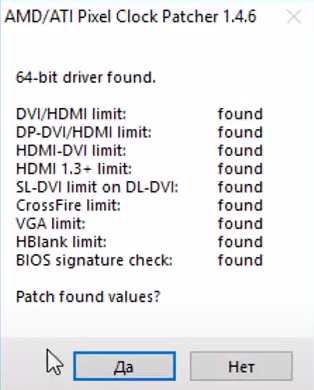 AMD/ATI Pixel Clock Patcher 1.4.6
64-bit driver found.
DVI/HDMI limit: found
DP-DVI/HDMI limit: found
HDMI-DVI limit: found
HDMI 1.3+ limit: found
SL-DVI limit on DL-DVI: found
CrossFire limit: found
VGA limit: found
HBlank limit: found
BIOS signature check: found
Patch found values?
Да Нет